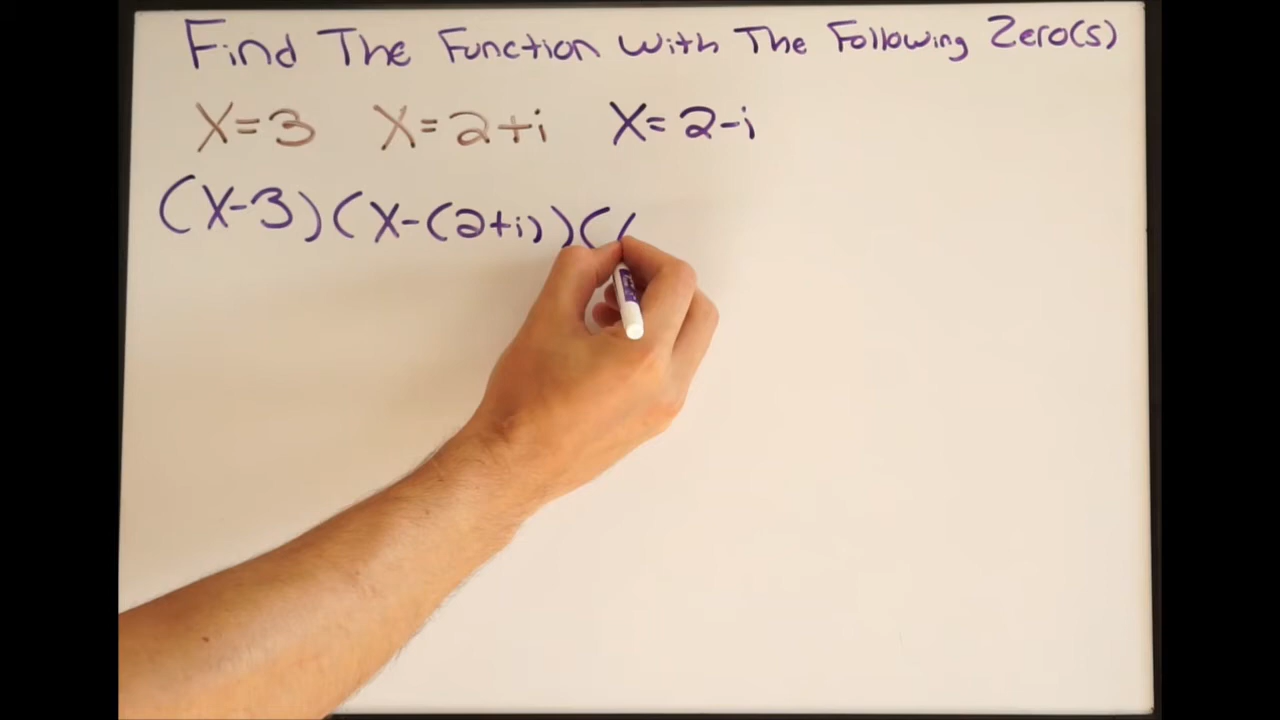 Find The Function With The Following Zero(s)
X=3 X=2+i X=2-i
(X-3)(X-(2+i))((